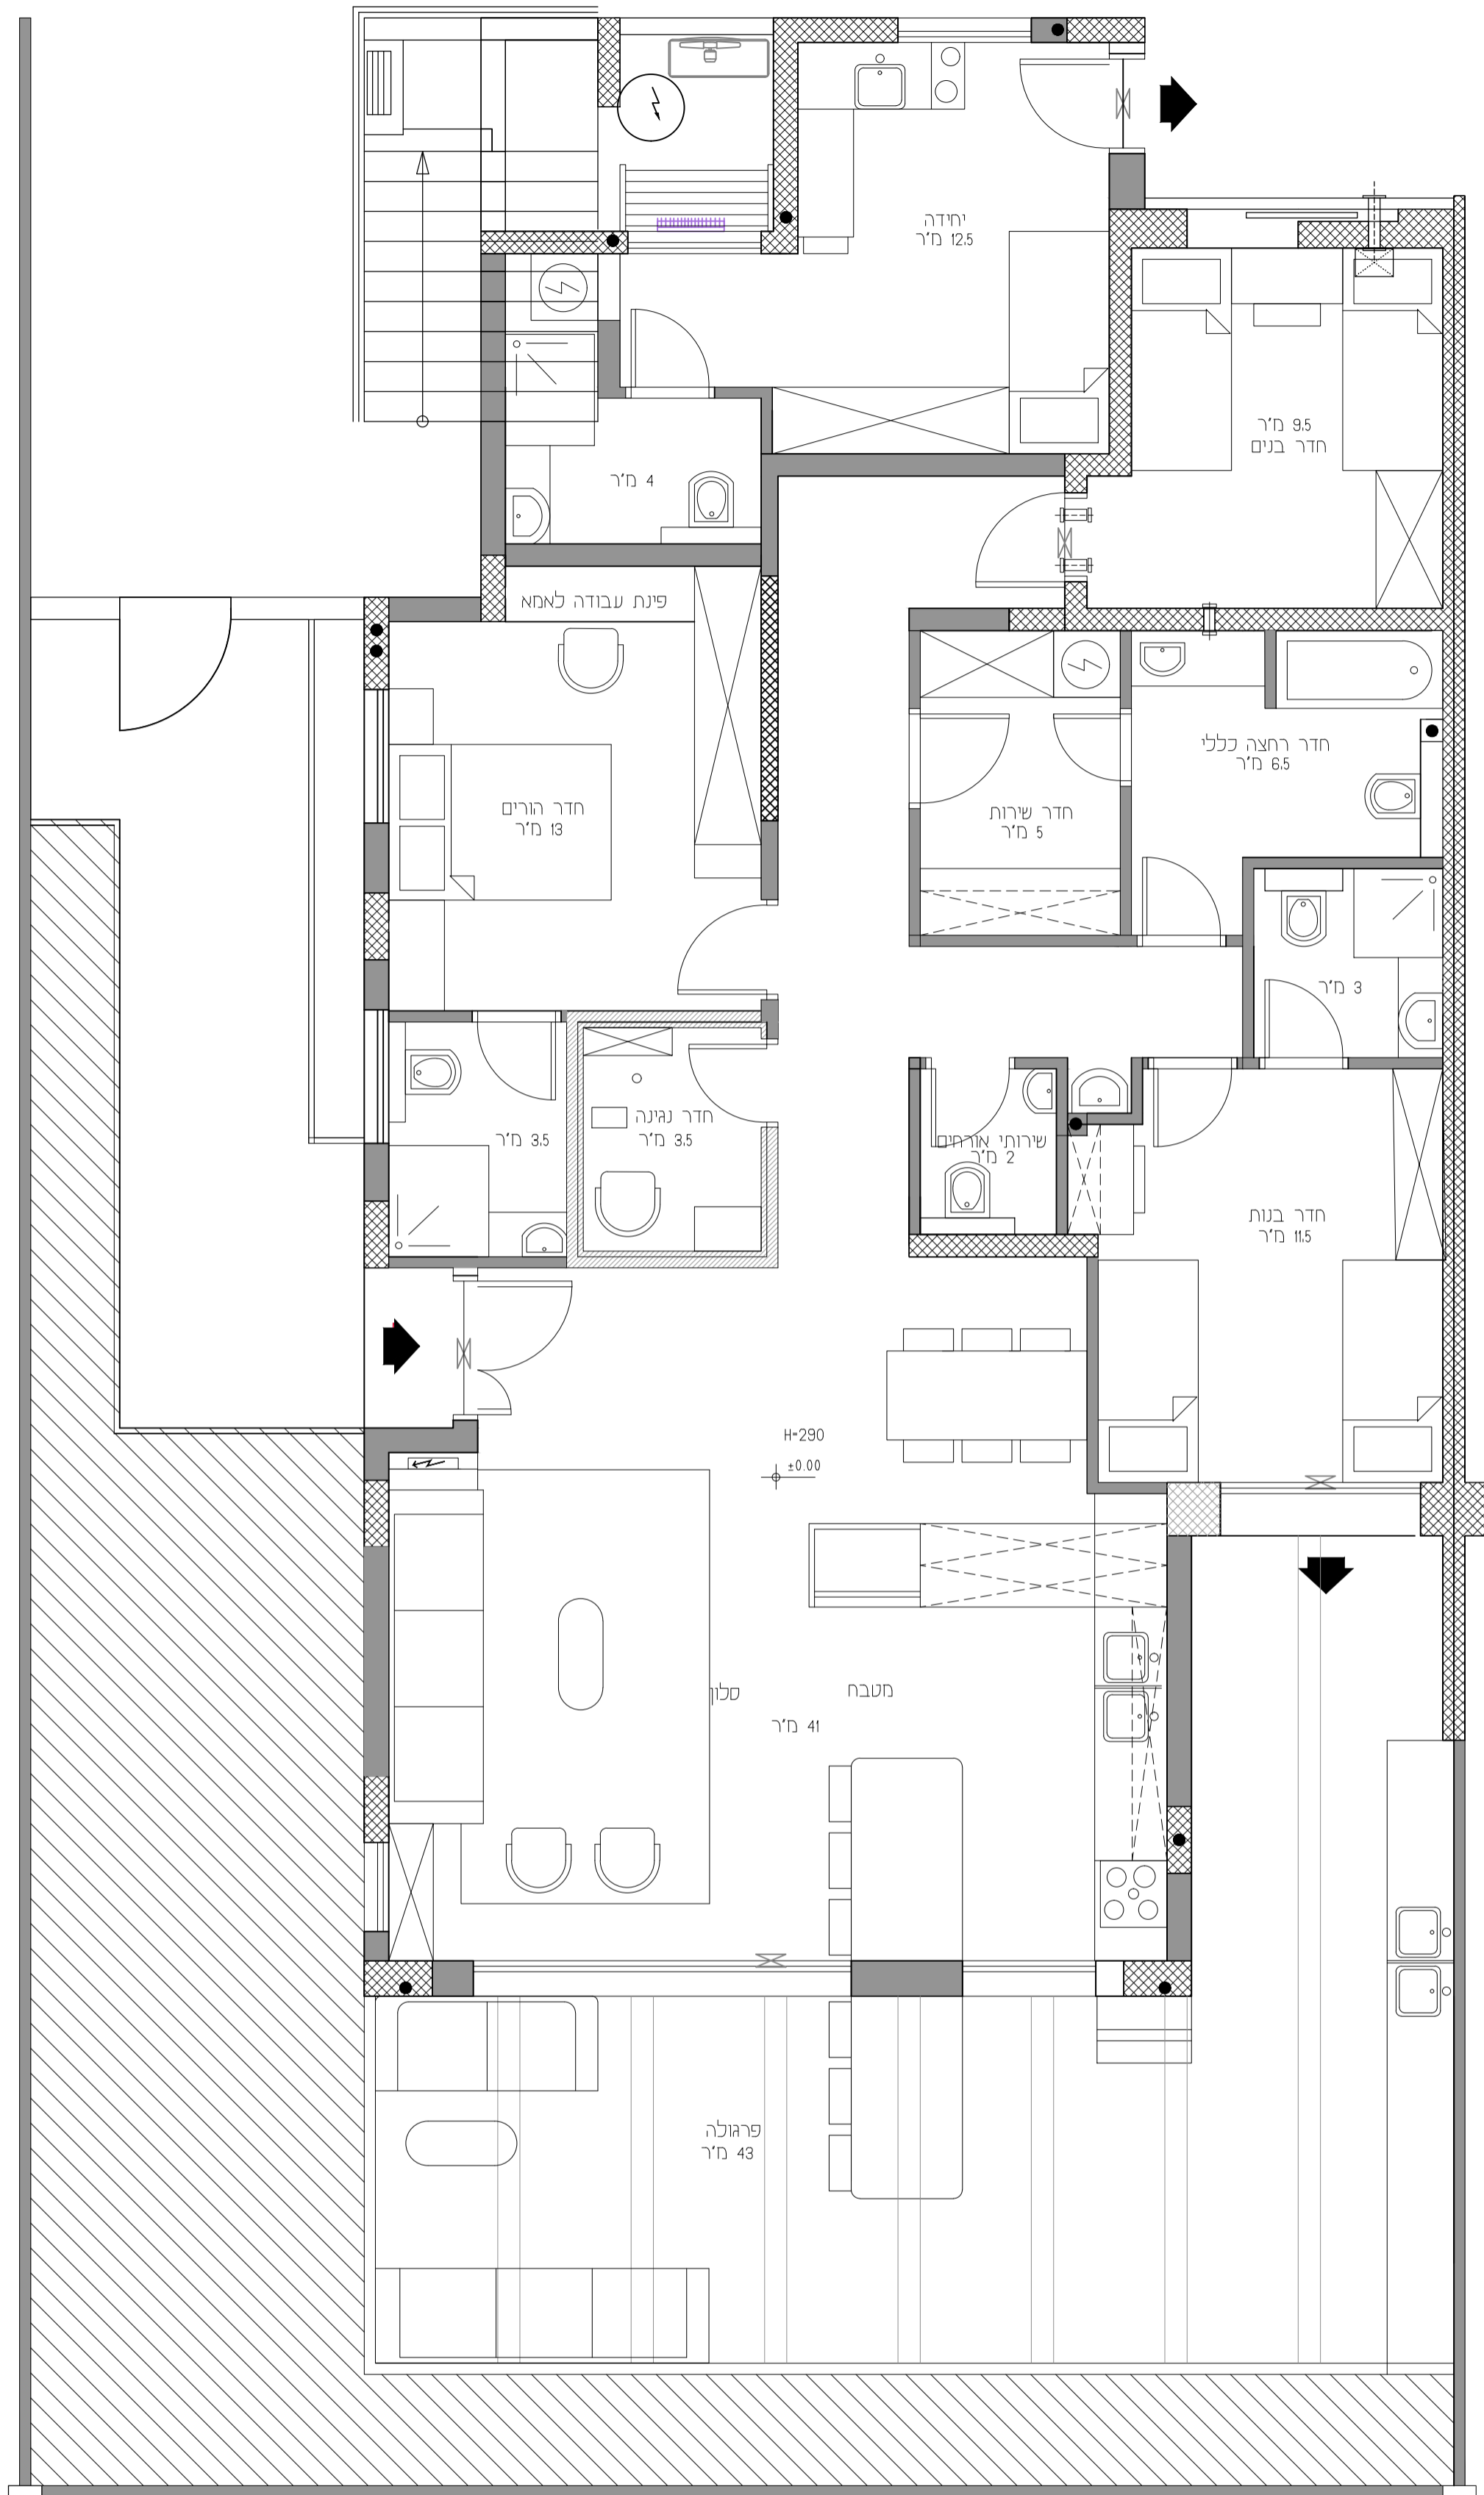 יחידה
12.5 מ"ר
9.5 מ"ר
חדר בנים
4 מ"ר
פינת עבודה לאמא
חדר רחצה כללי
6.5 מ"ר
חדר הורים
13 מ"ר
חדר שירות
5 מ"ר
3 מ"ר
חדר נגינה
3.5 מ"ר
3.5 מ"ר
שירותי אורחים
2 מ"ר
חדר בנות
11.5 מ"ר
H=290
±0.00
מטבח
סלון
41 מ"ר
פרגולה
43 מ"ר